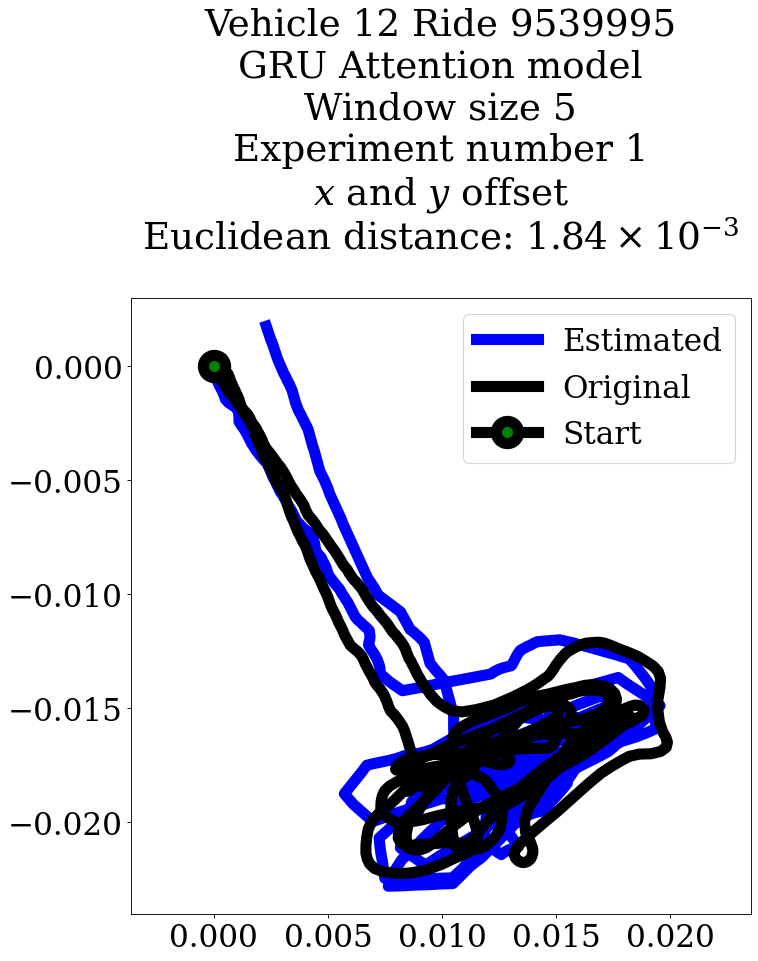 Vehicle 12 Ride 9539995
GRU Attention model
Window size 5
Experiment number 1
x and y offset
Euclidean distance: 1.84 × 10⁻³
Estimated
Original
Start
0.000
−0.005
−0.010
−0.015
−0.020
0.000 0.005 0.010 0.015 0.020